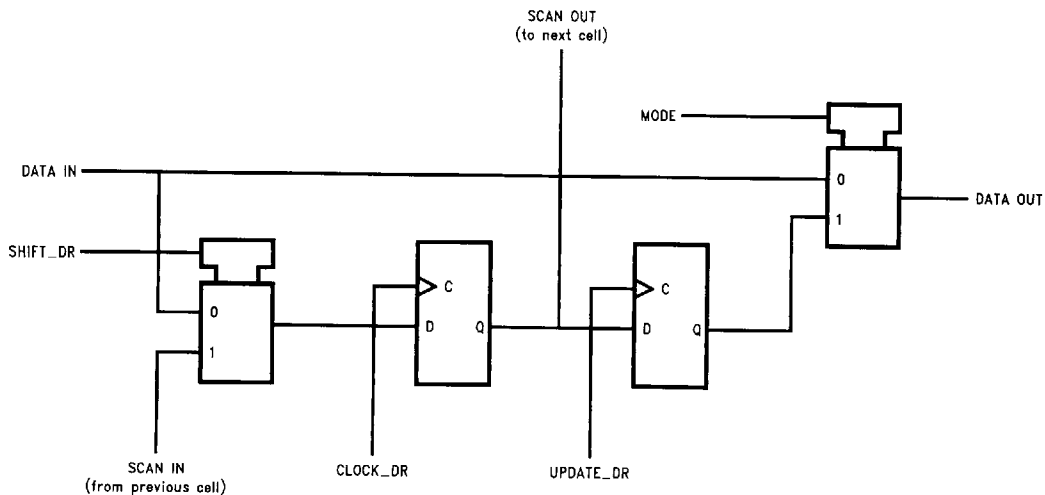 SCAN OUT
(to next cell)
MODE
DATA IN
0
DATA OUT
1
SHIFT_DR
C
C
0
D
Q
D
Q
1
SCAN IN
(from previous cell)
CLOCK_DR
UPDATE_DR